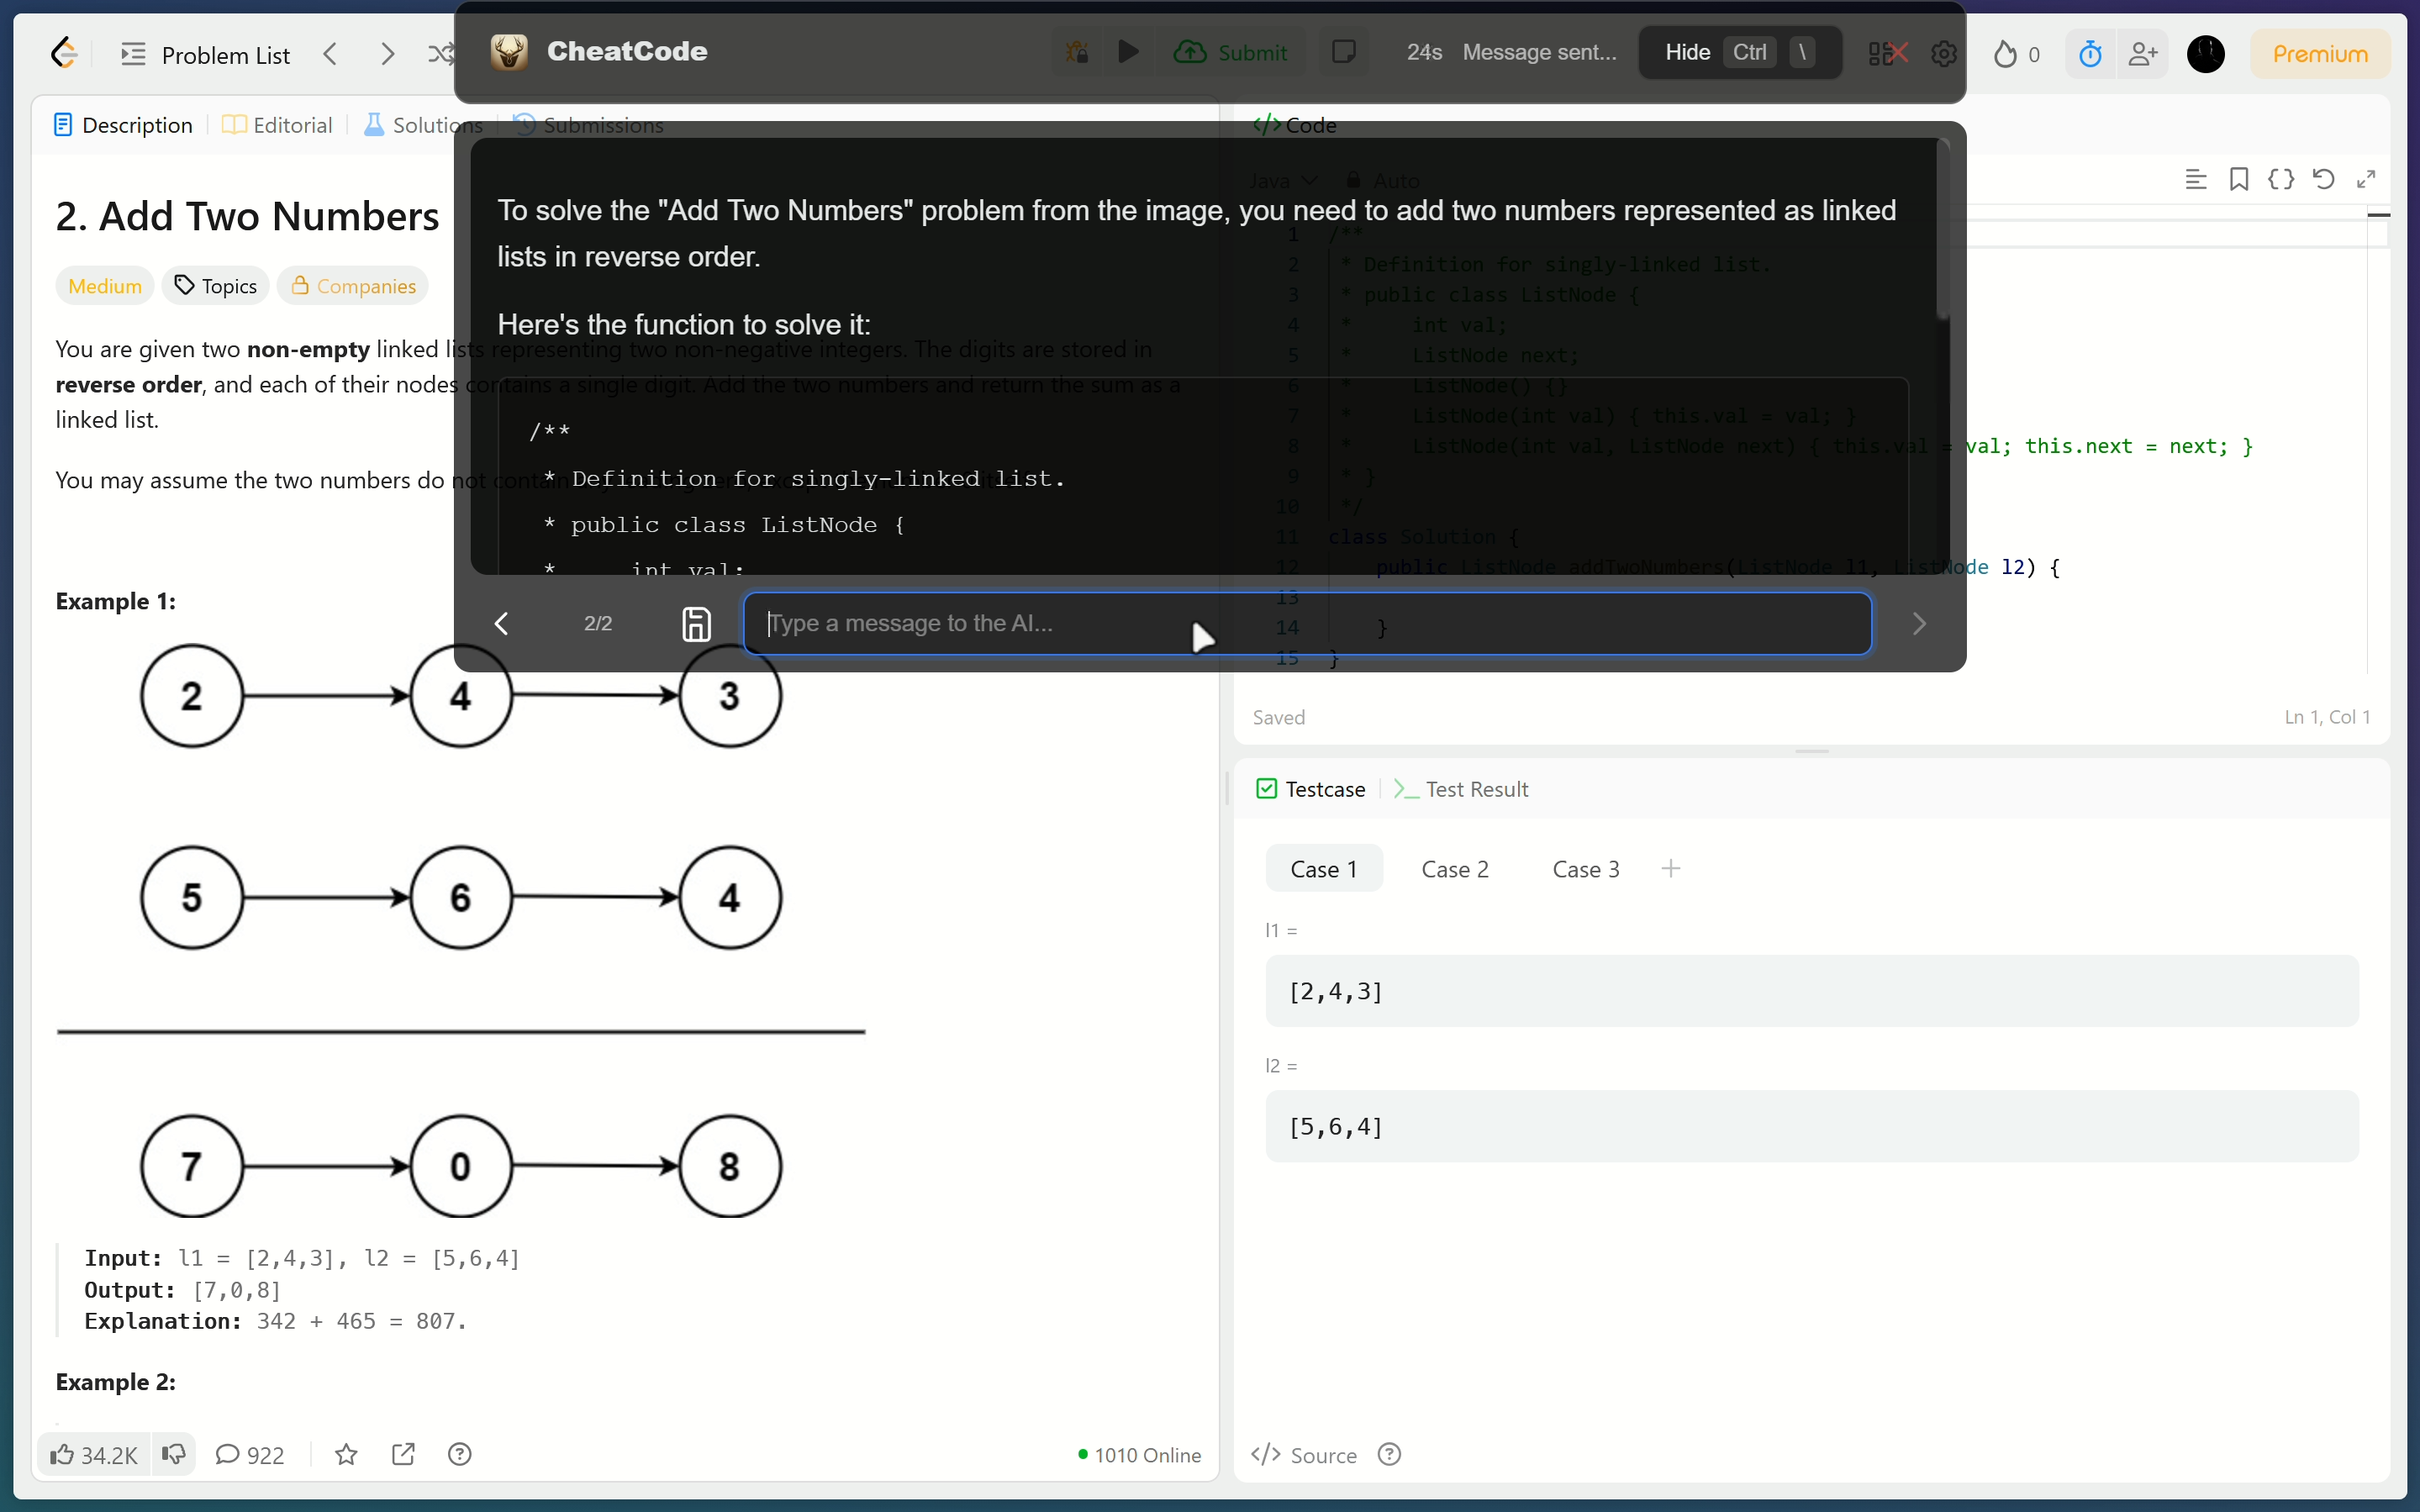 Problem List
CheatCode
Submit
24s Message sent...
Hide Ctrl \
0
Premium
Description
Editorial
Solutions
Submissions
</> Code
Java
Auto
2. Add Two Numbers
Medium
Topics
Companies
You are given two non-empty linked lists representing two non-negative integers. The digits are stored in
reverse order, and each of their nodes contains a single digit. Add the two numbers and return the sum as a
linked list.
You may assume the two numbers do not contain
Example 1:
2 4 3
5 6 4
7 0 8
Input: l1 = [2,4,3], l2 = [5,6,4]
Output: [7,0,8]
Explanation: 342 + 465 = 807.
Example 2:
34.2K
922
1010 Online
To solve the "Add Two Numbers" problem from the image, you need to add two numbers represented as linked
lists in reverse order.
Here's the function to solve it:
/**
* Definition for singly-linked list.
* public class ListNode {
* int val;
2/2
Type a message to the AI...
1 /**
2 * Definition for singly-linked list.
3 * public class ListNode {
4 * int val;
5 * ListNode next;
6 * ListNode() {}
7 * ListNode(int val) { this.val = val; }
8 * ListNode(int val, ListNode next) { this.val = val; this.next = next; }
9 * }
10 */
11 class Solution {
12 public ListNode addTwoNumbers(ListNode l1, ListNode l2) {
13
14 }
15 }
Saved
Ln 1, Col 1
Testcase
Test Result
Case 1
Case 2
Case 3
l1 =
[2,4,3]
l2 =
[5,6,4]
</> Source